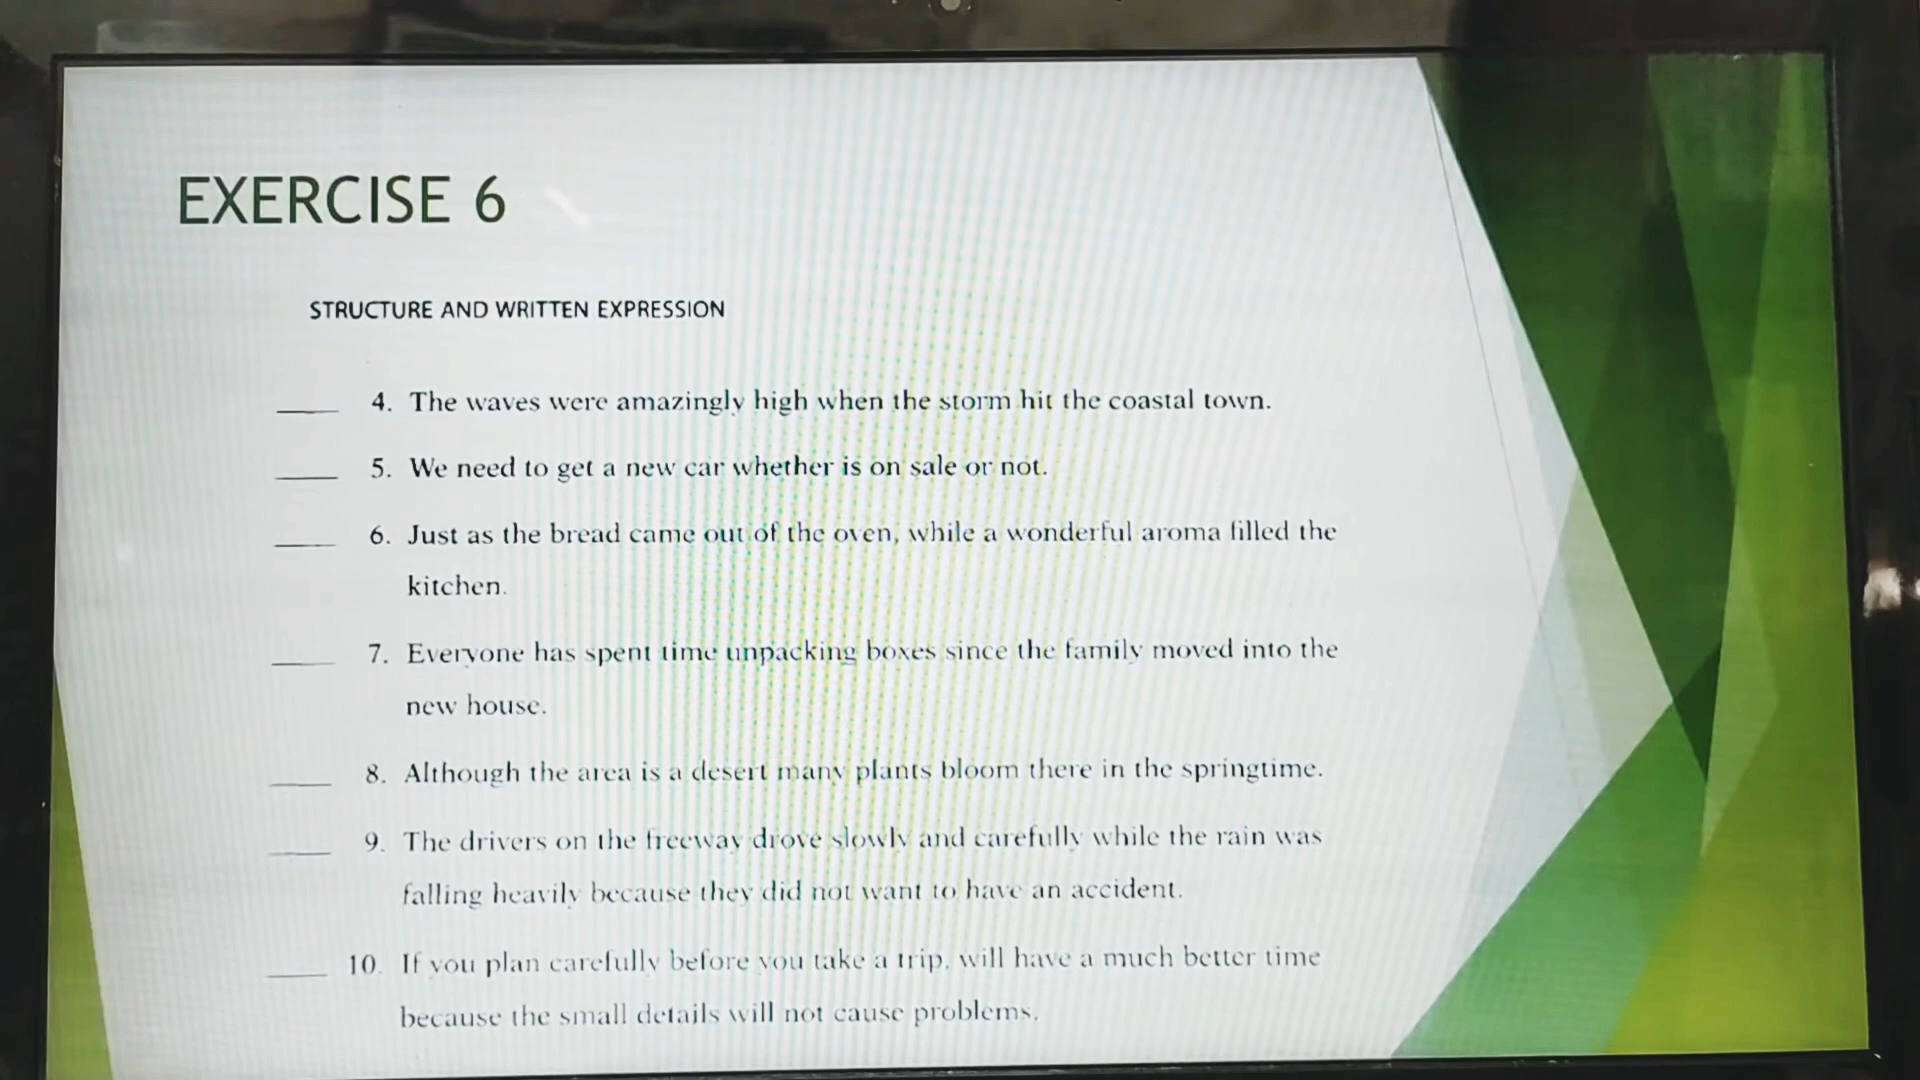 EXERCISE 6
STRUCTURE AND WRITTEN EXPRESSION
____ 4. The waves were amazingly high when the storm hit the coastal town.
____ 5. We need to get a new car whether is on sale or not.
____ 6. Just as the bread came out of the oven, while a wonderful aroma filled the
kitchen.
____ 7. Everyone has spent time unpacking boxes since the family moved into the
new house.
____ 8. Although the area is a desert many plants bloom there in the springtime.
____ 9. The drivers on the freeway drove slowly and carefully while the rain was
falling heavily because they did not want to have an accident.
____ 10. If you plan carefully before you take a trip, will have a much better time
because the small details will not cause problems.